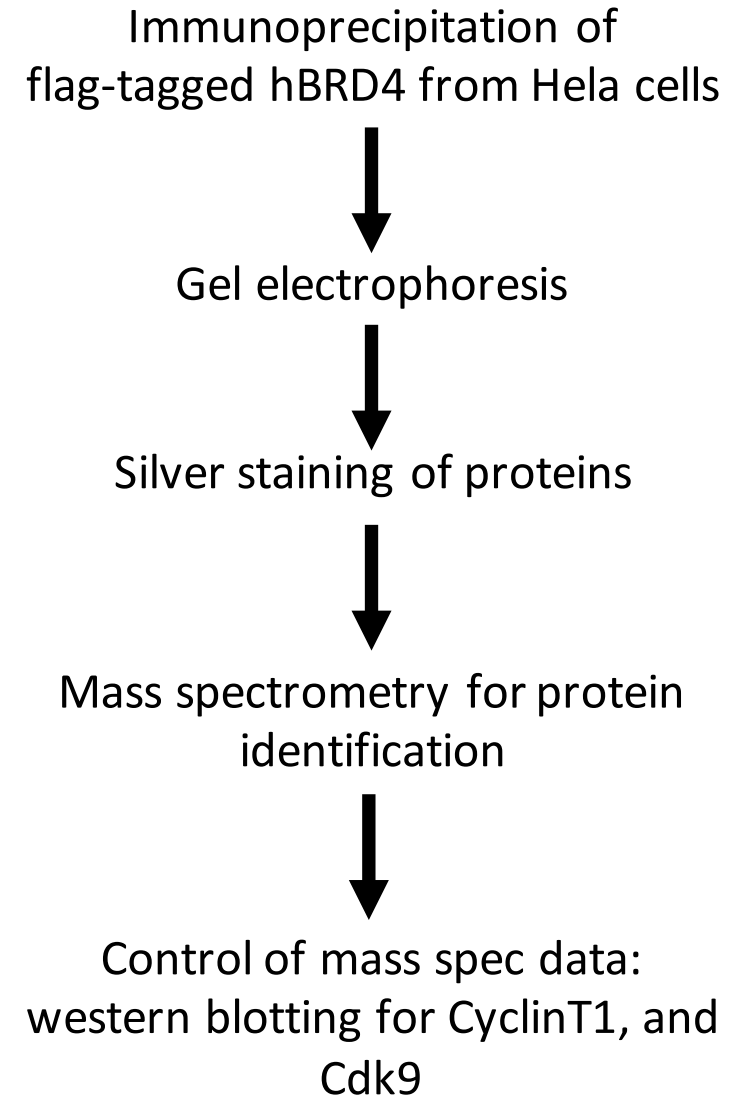 Immunoprecipitation of
flag-tagged hBRD4 from Hela cells
Gel electrophoresis
Silver staining of proteins
Mass spectrometry for protein
identification
Control of mass spec data:
western blotting for CyclinT1, and
Cdk9